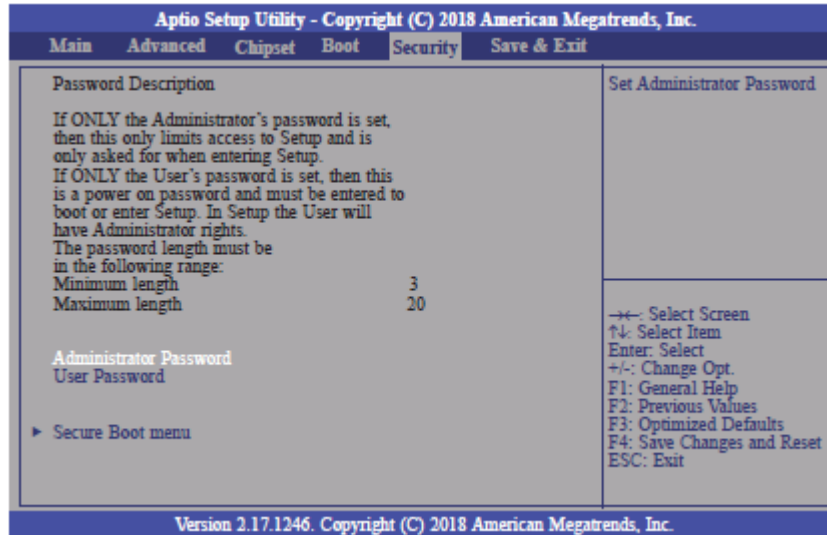 Aptio Setup Utility - Copyright (C) 2018 American Megatrends, Inc.
Main Advanced Chipset Boot Security Save & Exit
Password Description
If ONLY the Administrator's password is set,
then this only limits access to Setup and is
only asked for when entering Setup.
If ONLY the User's password is set, then this
is a power on password and must be entered to
boot or enter Setup. In Setup the User will
have Administrator rights.
The password length must be
in the following range:
Minimum length 3
Maximum length 20
Administrator Password
User Password
► Secure Boot menu
Set Administrator Password
→←: Select Screen
↑↓: Select Item
Enter: Select
+/-: Change Opt.
F1: General Help
F2: Previous Values
F3: Optimized Defaults
F4: Save Changes and Reset
ESC: Exit
Version 2.17.1246. Copyright (C) 2018 American Megatrends, Inc.